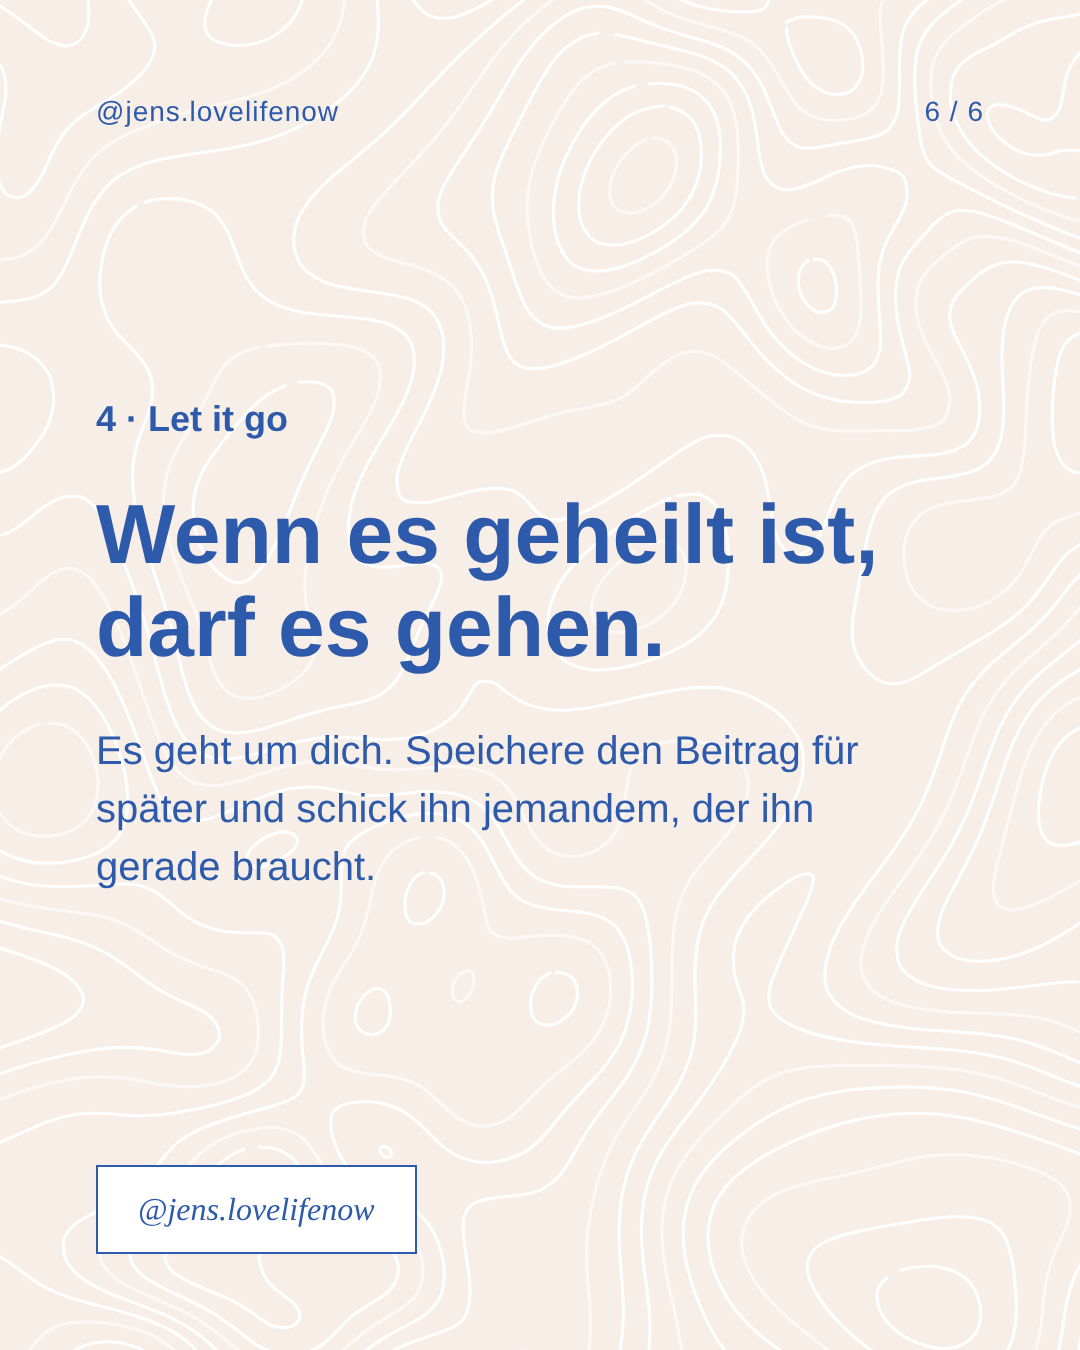 @jens.lovelifenow
6 / 6
4 · Let it go
Wenn es geheilt ist,
darf es gehen.
Es geht um dich. Speichere den Beitrag für
später und schick ihn jemandem, der ihn
gerade braucht.
@jens.lovelifenow